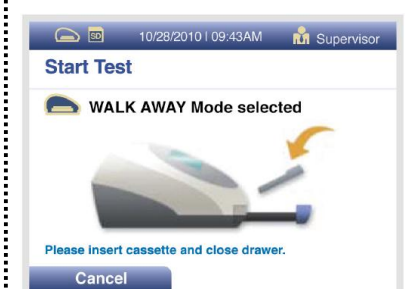 SD 10/28/2010 | 09:43AM Supervisor
Start Test
WALK AWAY Mode selected
Please insert cassette and close drawer.
Cancel